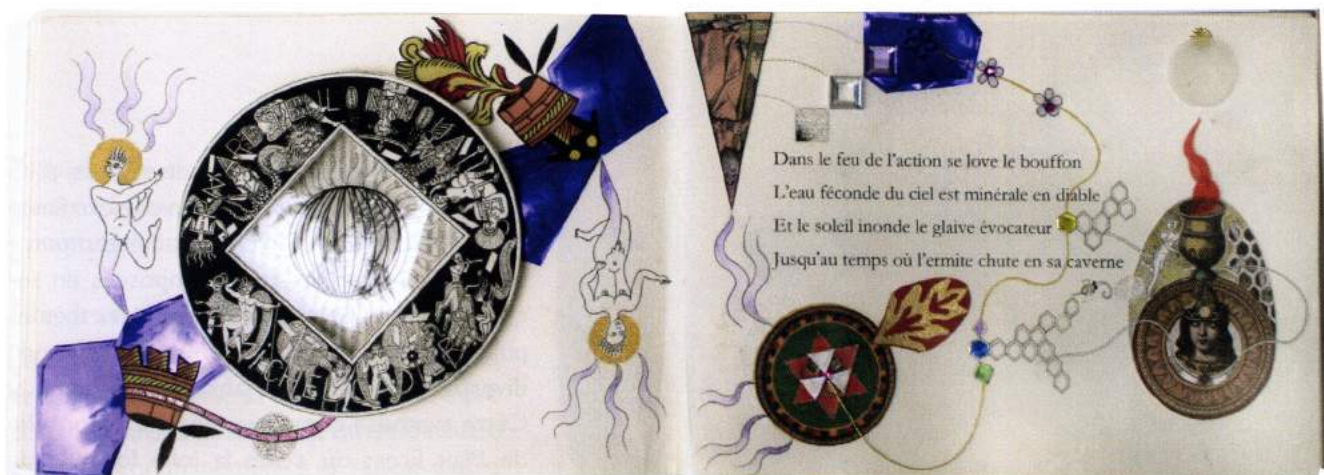 Dans le feu de l'action se love le bouffon
L'eau féconde du ciel est minérale en diable
Et le soleil inonde le glaive évocateur
Jusqu'au temps où l'ermite chute en sa caverne